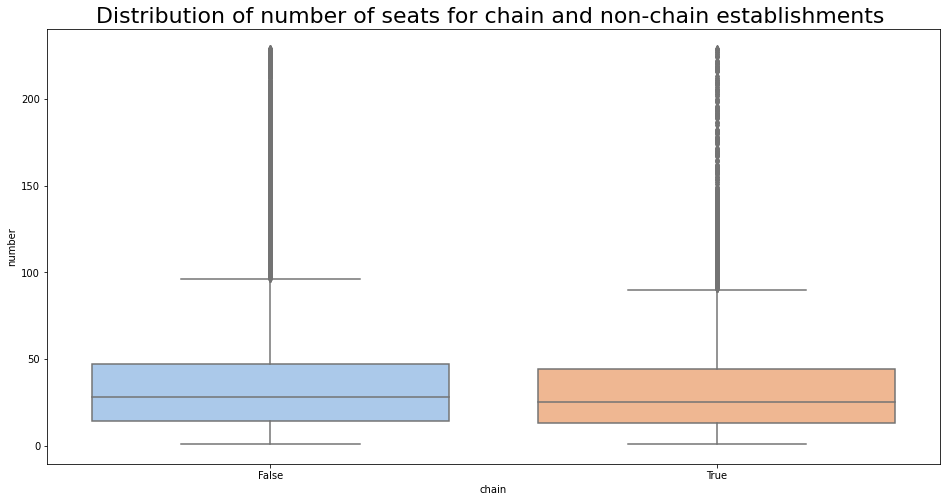 Distribution of number of seats for chain and non-chain establishments
200
150
100
50
0
number
False
True
chain